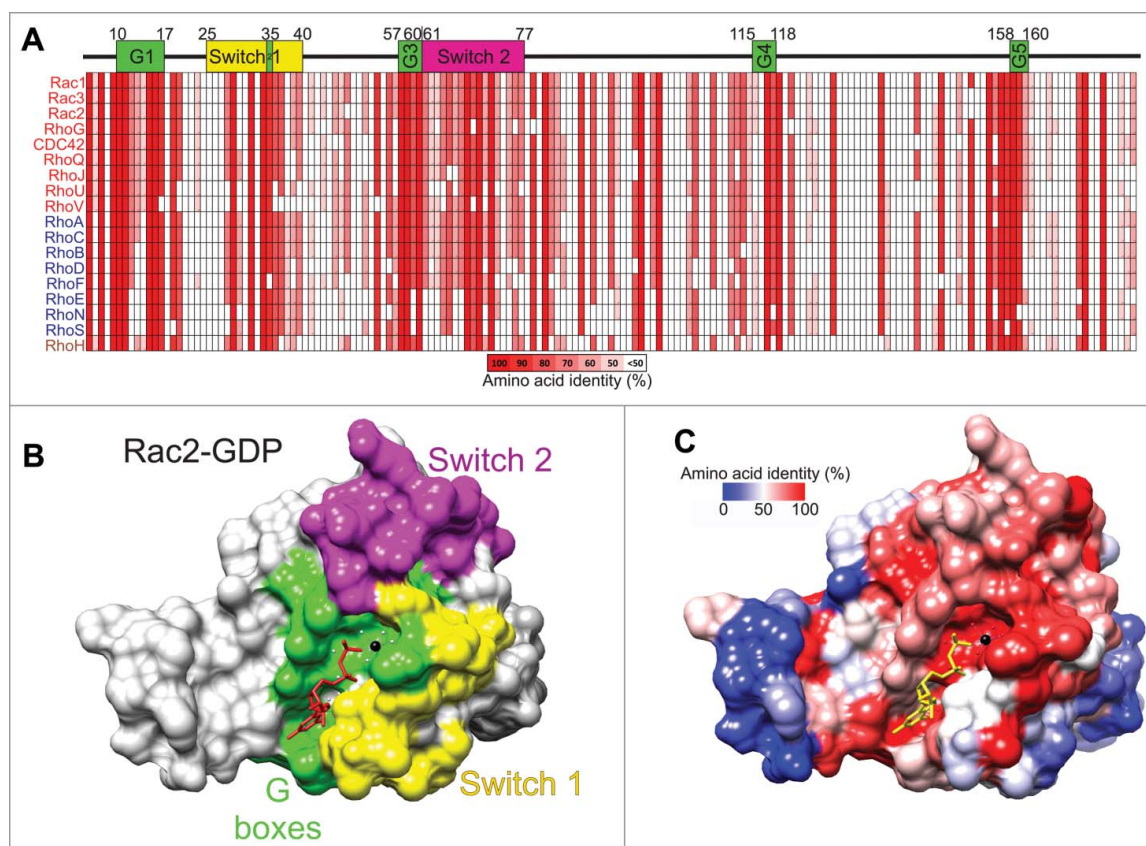 A
10 17 25 35 40 57 60 61 77 115 118 158 160
G1 Switch 1 2 G3 Switch 2 G4 G5
Rac1
Rac3
Rac2
RhoG
CDC42
RhoQ
RhoJ
RhoU
RhoV
RhoA
RhoC
RhoB
RhoD
RhoF
RhoE
RhoN
RhoS
RhoH
100 90 80 70 60 50 <50
Amino acid identity (%)
B
Rac2-GDP
Switch 2
Switch 1
G
boxes
C
Amino acid identity (%)
0 50 100